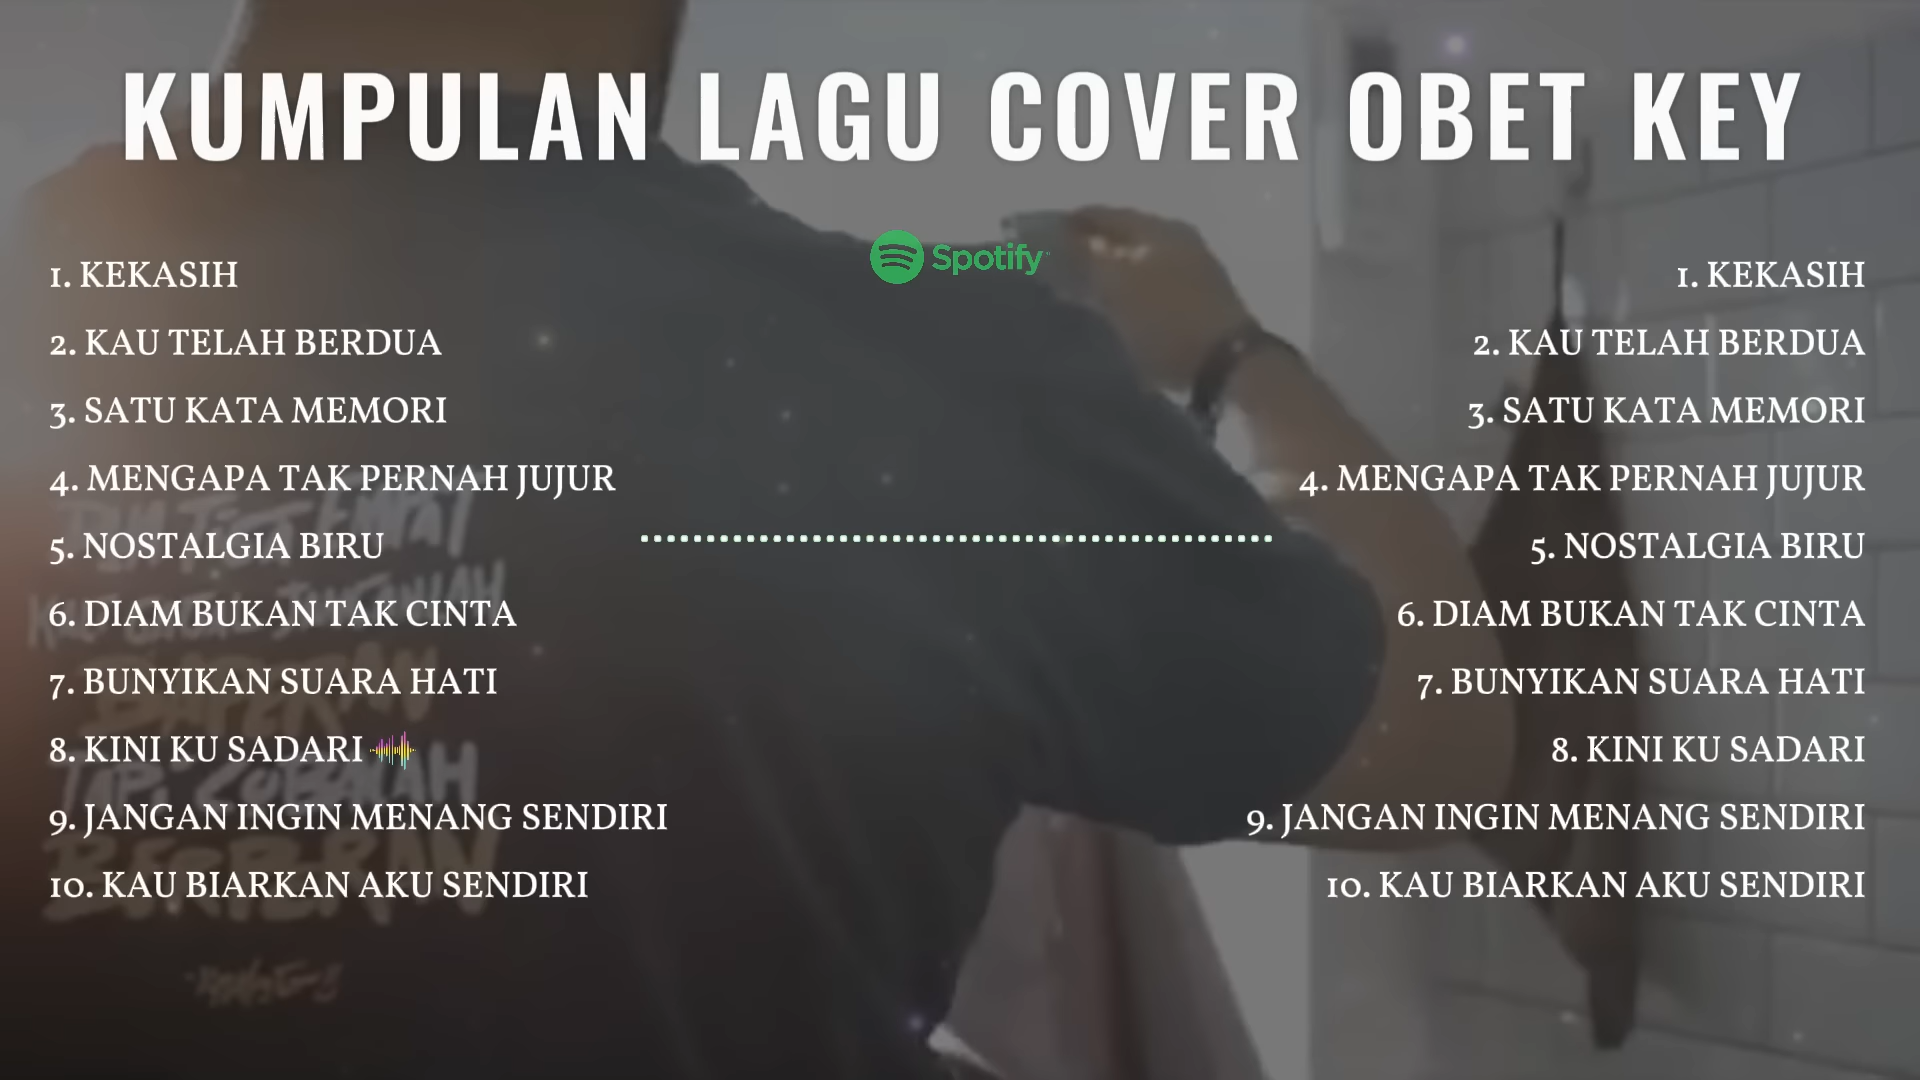 KUMPULAN LAGU COVER OBET KEY
Spotify
1. KEKASIH
2. KAU TELAH BERDUA
3. SATU KATA MEMORI
4. MENGAPA TAK PERNAH JUJUR
5. NOSTALGIA BIRU
6. DIAM BUKAN TAK CINTA
7. BUNYIKAN SUARA HATI
8. KINI KU SADARI
9. JANGAN INGIN MENANG SENDIRI
10. KAU BIARKAN AKU SENDIRI
1. KEKASIH
2. KAU TELAH BERDUA
3. SATU KATA MEMORI
4. MENGAPA TAK PERNAH JUJUR
5. NOSTALGIA BIRU
6. DIAM BUKAN TAK CINTA
7. BUNYIKAN SUARA HATI
8. KINI KU SADARI
9. JANGAN INGIN MENANG SENDIRI
10. KAU BIARKAN AKU SENDIRI